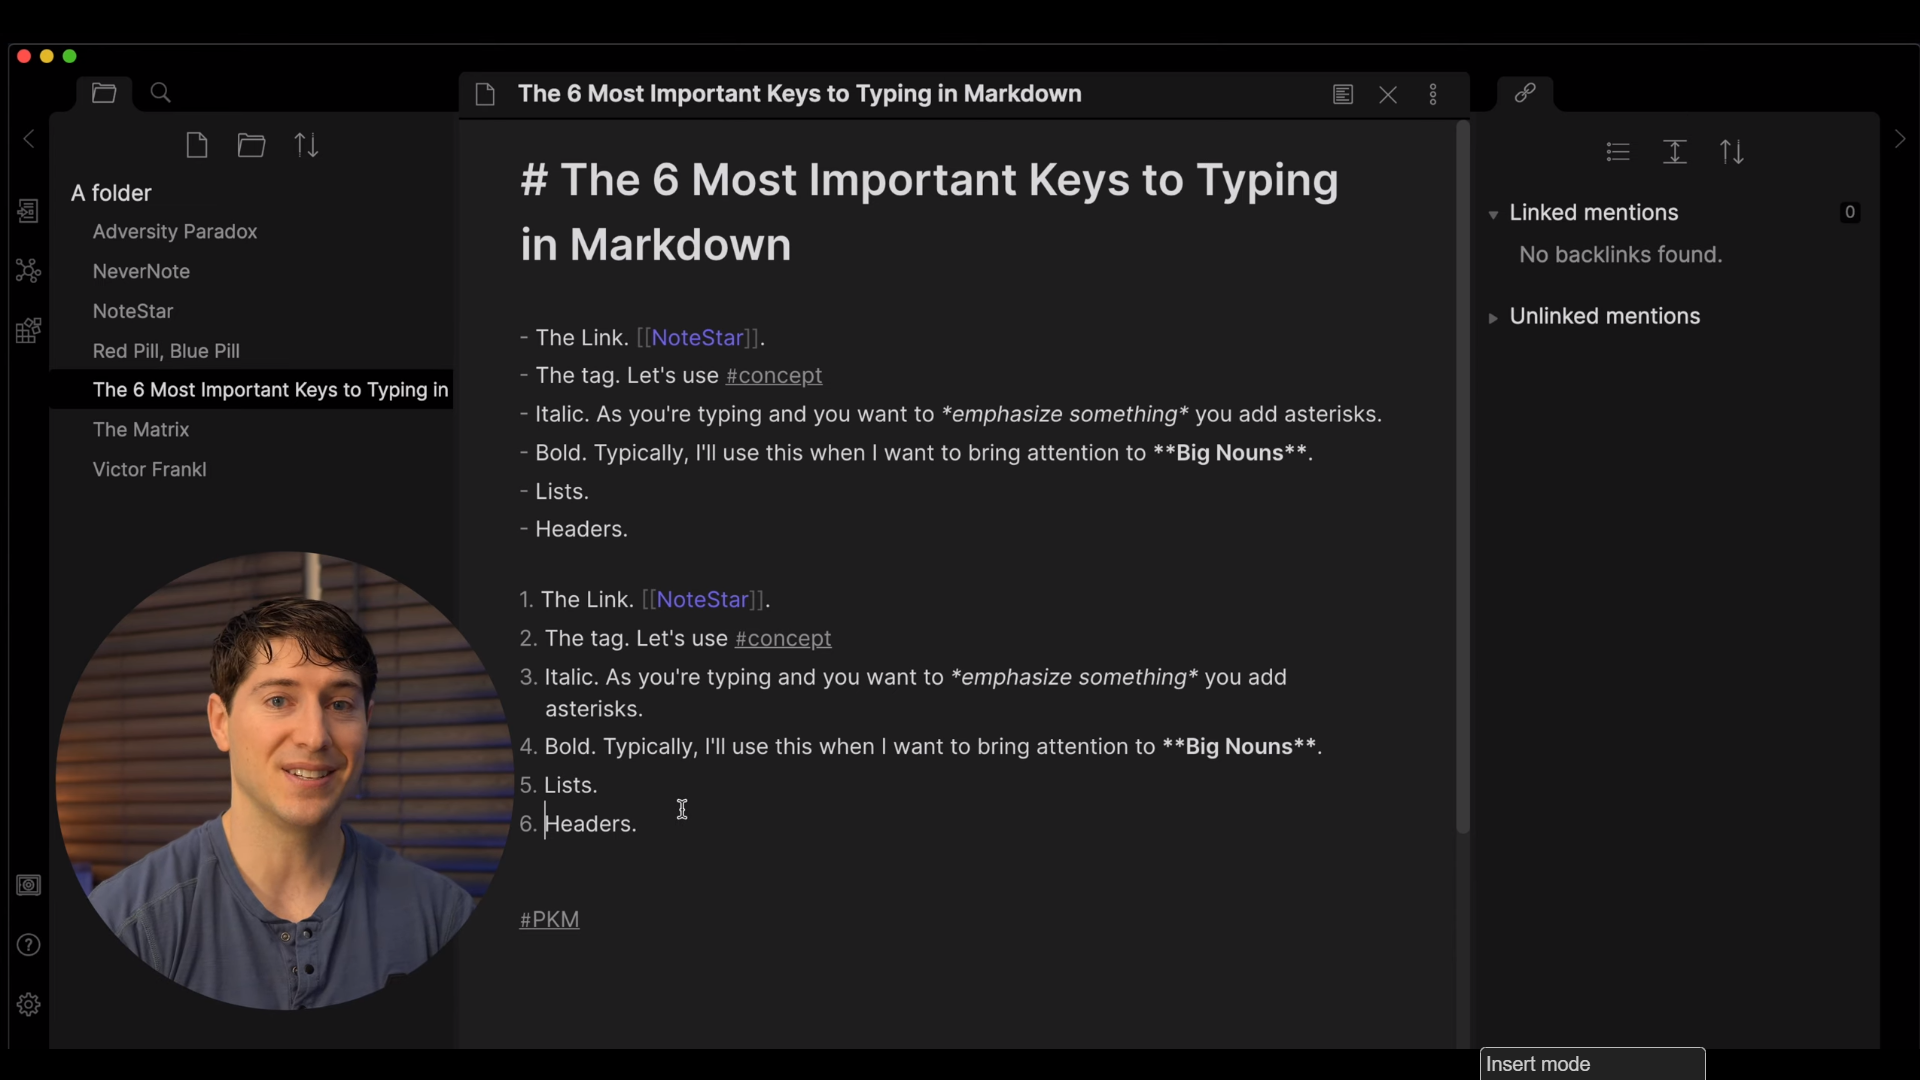 The 6 Most Important Keys to Typing in Markdown
A folder
Adversity Paradox
NeverNote
NoteStar
Red Pill, Blue Pill
The 6 Most Important Keys to Typing in
The Matrix
Victor Frankl
# The 6 Most Important Keys to Typing
in Markdown
- The Link. [[NoteStar]].
- The tag. Let's use #concept
- Italic. As you're typing and you want to *emphasize something* you add asterisks.
- Bold. Typically, I'll use this when I want to bring attention to **Big Nouns**.
- Lists.
- Headers.
1. The Link. [[NoteStar]].
2. The tag. Let's use #concept
3. Italic. As you're typing and you want to *emphasize something* you add
asterisks.
4. Bold. Typically, I'll use this when I want to bring attention to **Big Nouns**.
5. Lists.
6. Headers.
#PKM
Linked mentions 0
No backlinks found.
Unlinked mentions
Insert mode